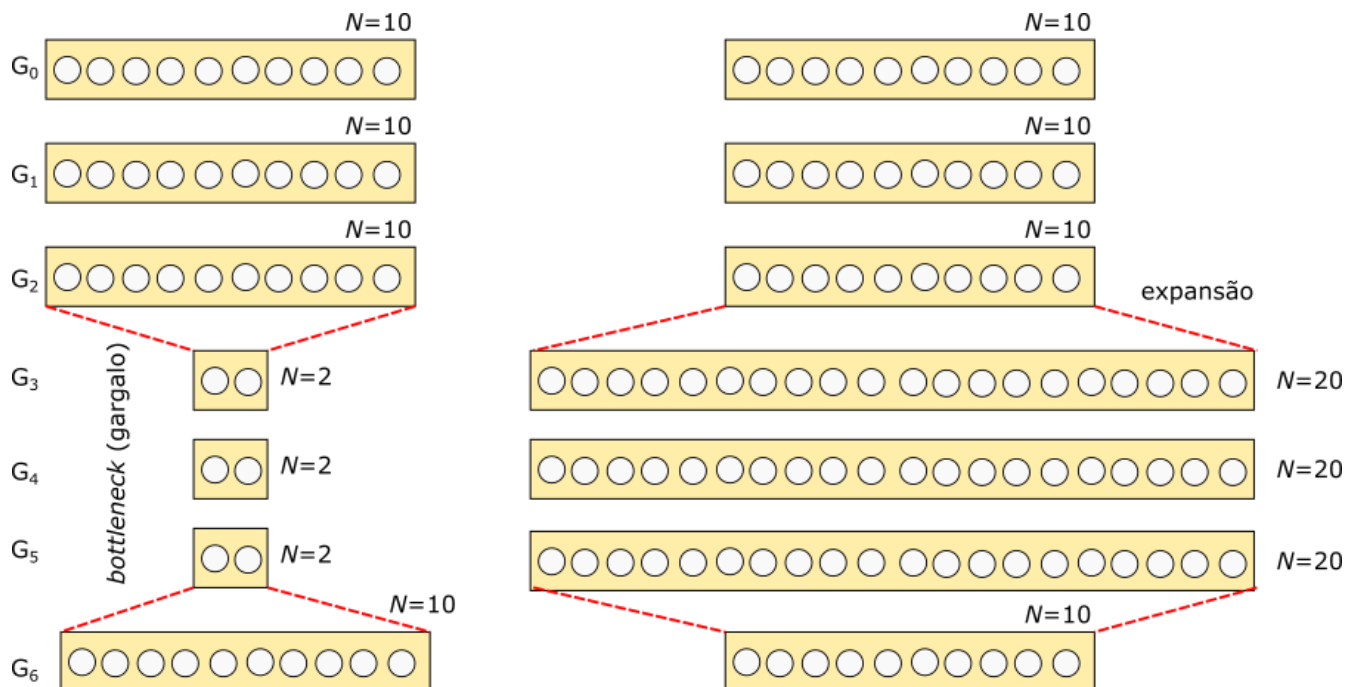 N=10 N=10
G0
N=10 N=10
G1
N=10 N=10
G2
expansão
bottleneck (gargalo)
G3 N=2 N=20
G4 N=2 N=20
G5 N=2 N=20
N=10 N=10
G6